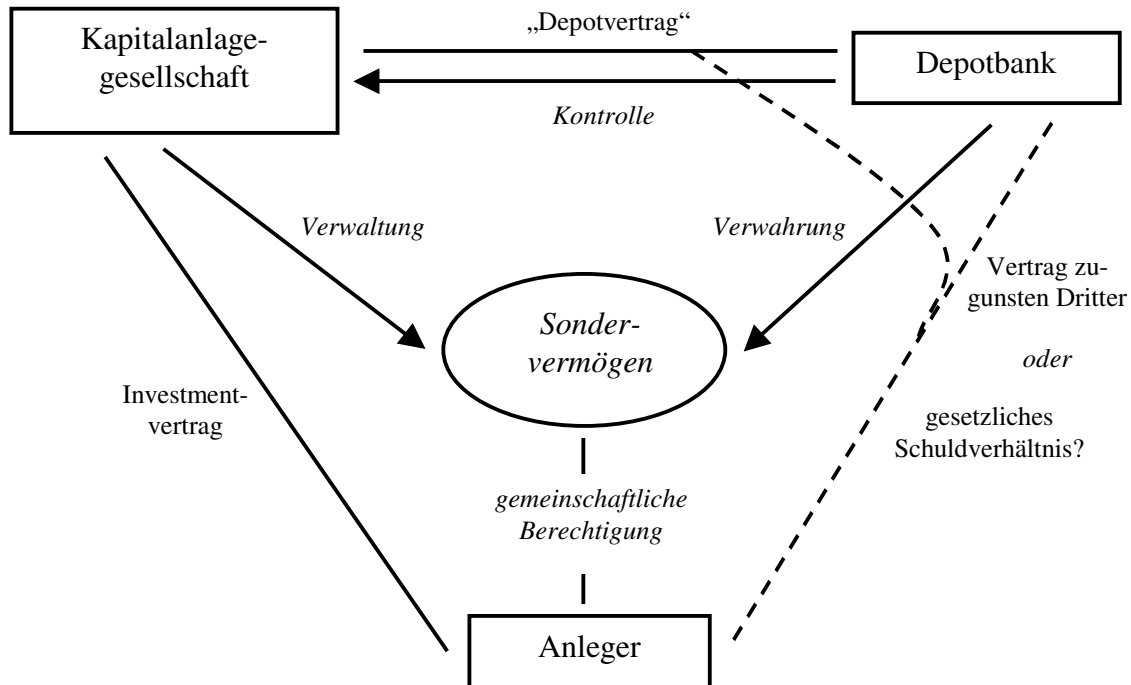 „Depotvertrag“
Kapitalanlage-
gesellschaft
Depotbank
Kontrolle
Verwaltung
Verwahrung
Vertrag zu-
gunsten Dritter
Sonder-
vermögen
oder
Investment-
vertrag
gesetzliches
Schuldverhältnis?
gemeinschaftliche
Berechtigung
Anleger